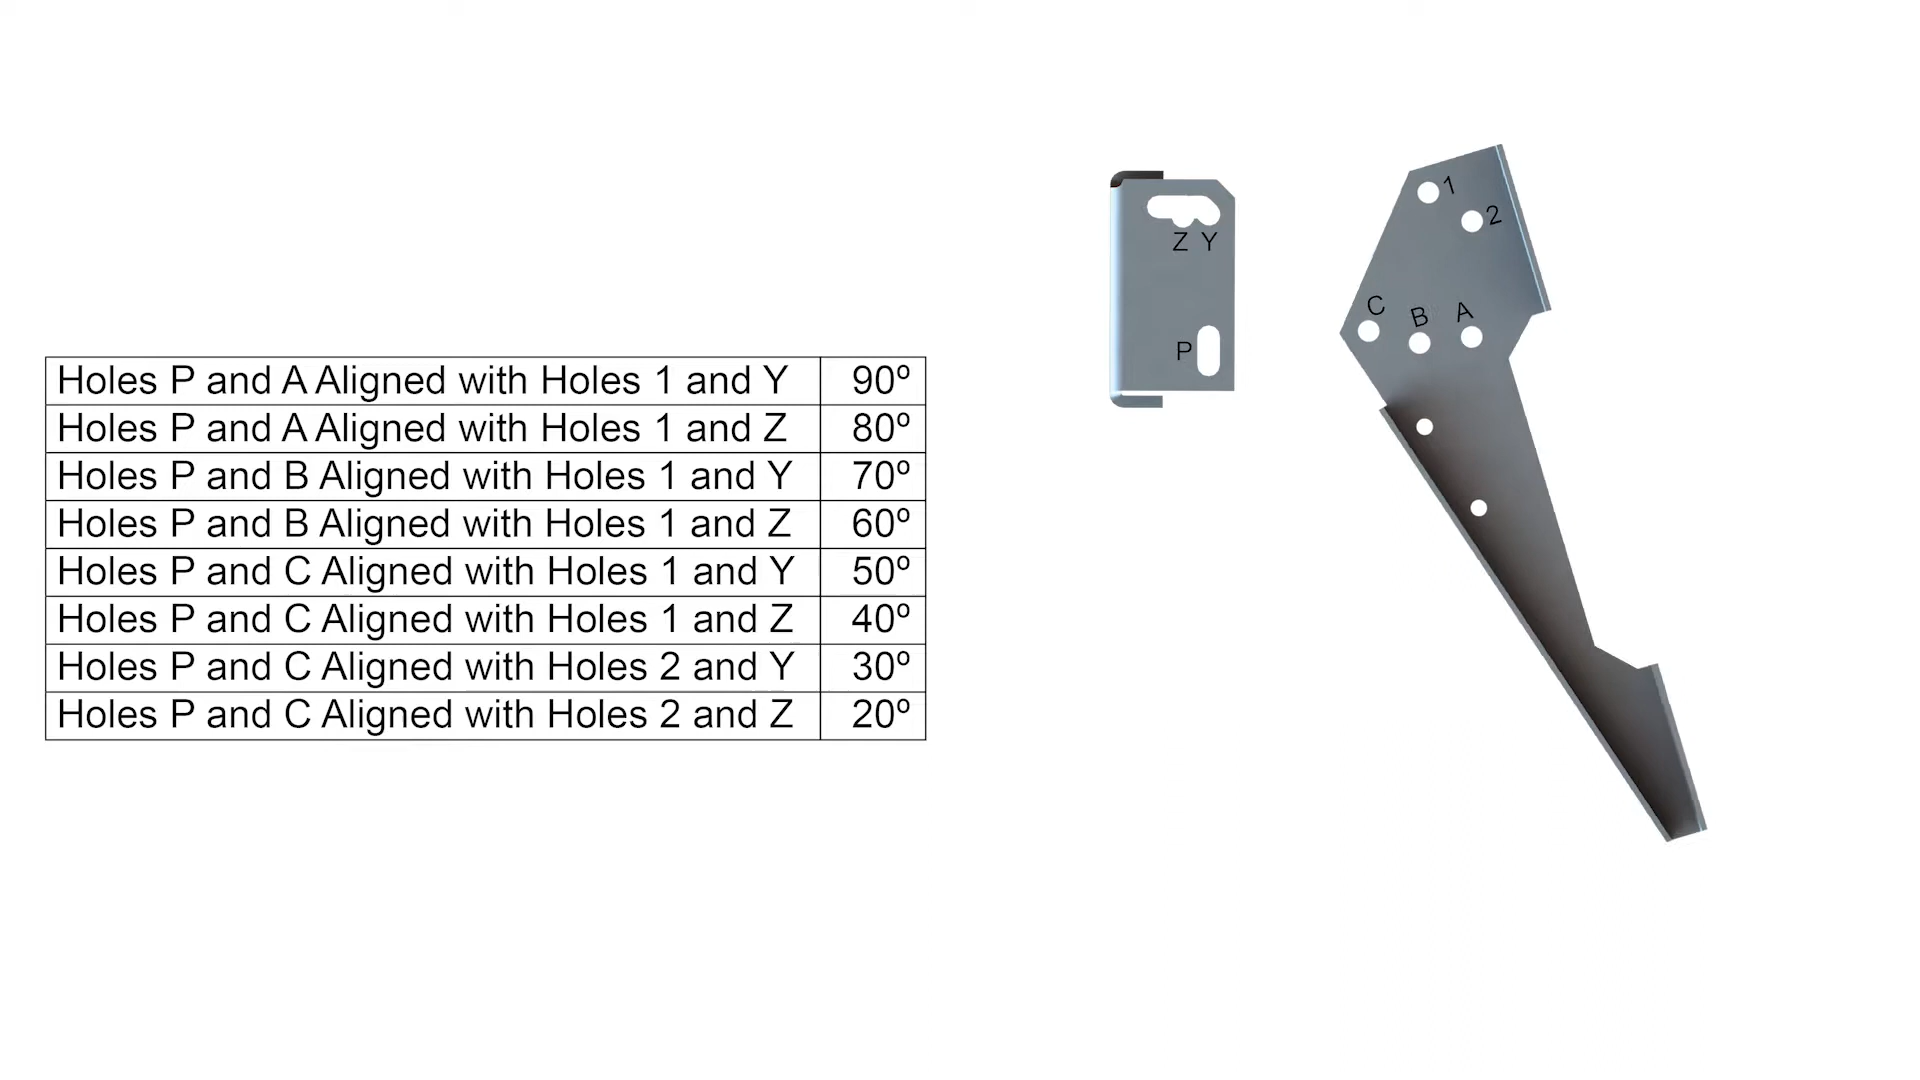 1
2
Z Y
C B A
P
Holes P and A Aligned with Holes 1 and Y 90º
Holes P and A Aligned with Holes 1 and Z 80º
Holes P and B Aligned with Holes 1 and Y 70º
Holes P and B Aligned with Holes 1 and Z 60º
Holes P and C Aligned with Holes 1 and Y 50º
Holes P and C Aligned with Holes 1 and Z 40º
Holes P and C Aligned with Holes 2 and Y 30º
Holes P and C Aligned with Holes 2 and Z 20º